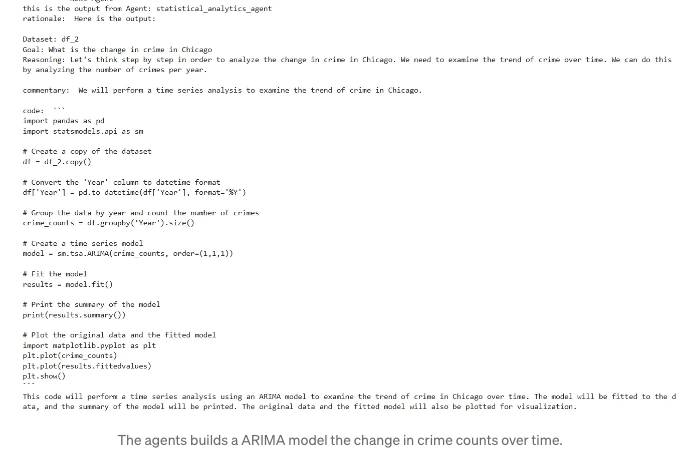 this is the output from Agent: statistical_analytics_agent
rationale:  Here is the output:
Dataset: df_2
Goal: What is the change in crime in Chicago
Reasoning: Let's think step by step in order to analyze the change in crime in Chicago. We need to examine the trend of crime over time. We can do this
by analyzing the number of crimes per year.
commentary:  We will perform a time series analysis to examine the trend of crime in Chicago.
code:  ```
import pandas as pd
import statsmodels.api as sm
# Create a copy of the dataset
df = df_2.copy()
# Convert the 'Year' column to datetime format
df['Year'] = pd.to_datetime(df['Year'], format='%Y')
# Group the data by year and count the number of crimes
crime_counts = df.groupby('Year').size()
# Create a time series model
model = sm.tsa.ARIMA(crime_counts, order=(1,1,1))
# Fit the model
results = model.fit()
# Print the summary of the model
print(results.summary())
# Plot the original data and the fitted model
import matplotlib.pyplot as plt
plt.plot(crime_counts)
plt.plot(results.fittedvalues)
plt.show()
```
This code will perform a time series analysis using an ARIMA model to examine the trend of crime in Chicago over time. The model will be fitted to the d
ata, and the summary of the model will be printed. The original data and the fitted model will also be plotted for visualization.
The agents builds a ARIMA model the change in crime counts over time.